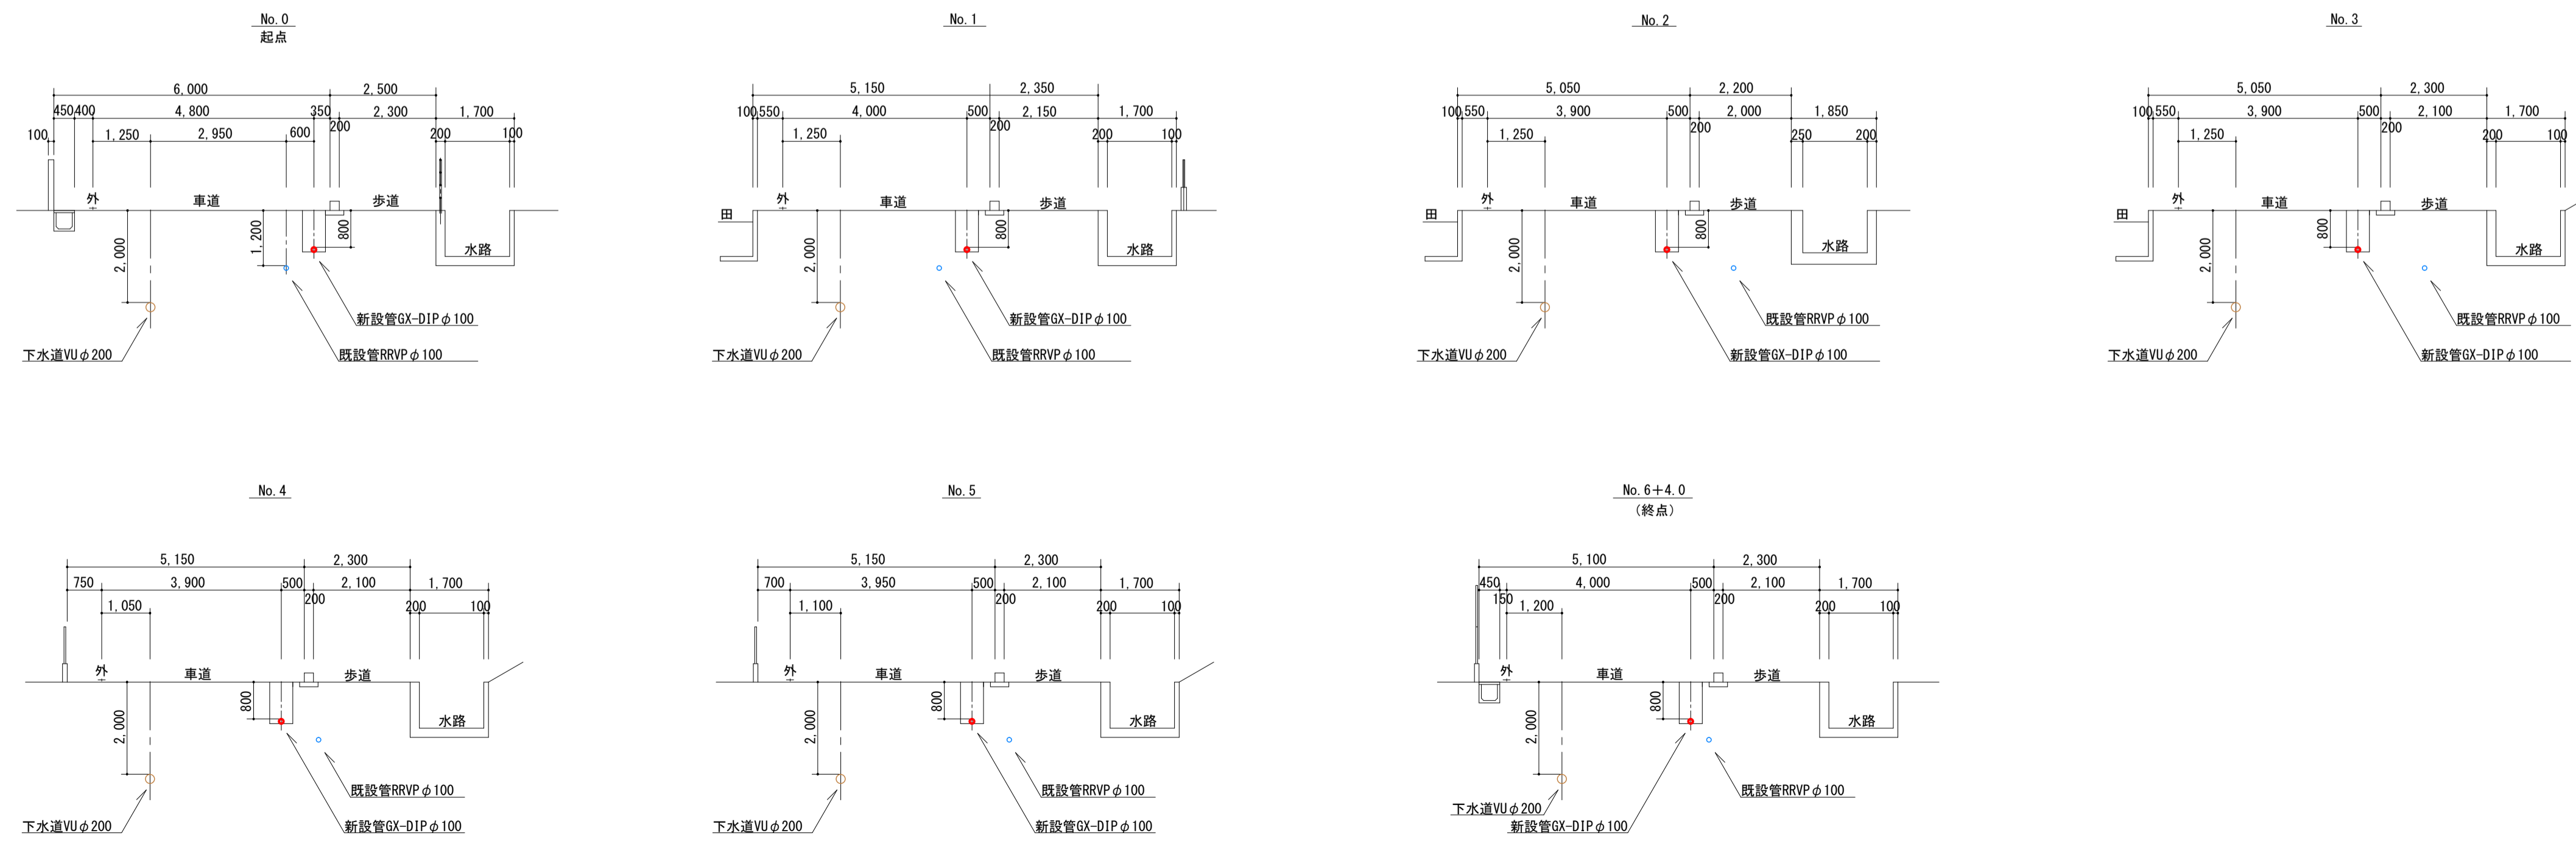 No.0
起点
6,000 2,500
450 400 4,800 350 2,300 1,700
200
100 1,250 2,950 600 200 100
外 車道 歩道
2,000 1,200 800
水路
新設管GX-DIPφ100
下水道VUφ200 既設管RRVPφ100
No.1
5,150 2,350
100 550 4,000 500 2,150 1,700
200
1,250 200 100
田 外 車道 歩道
2,000 800
水路
新設管GX-DIPφ100
下水道VUφ200 既設管RRVPφ100
No.2
5,050 2,200
100 550 3,900 500 2,000 1,850
200
1,250 250 200
田 外 車道 歩道
2,000 800
水路
既設管RRVPφ100
下水道VUφ200 新設管GX-DIPφ100
No.3
5,050 2,300
100 550 3,900 500 2,100 1,700
200
1,250 200 100
田 外 車道 歩道
2,000 800
水路
既設管RRVPφ100
下水道VUφ200 新設管GX-DIPφ100
No.4
5,150 2,300
750 3,900 500 2,100 1,700
200
1,050 200 100
外 車道 歩道
2,000 800
水路
既設管RRVPφ100
下水道VUφ200 新設管GX-DIPφ100
No.5
5,150 2,300
700 3,950 500 2,100 1,700
200
1,100 200 100
外 車道 歩道
2,000 800
水路
既設管RRVPφ100
下水道VUφ200 新設管GX-DIPφ100
No.6+4.0
(終点)
5,100 2,300
450 4,000 500 2,100 1,700
150 200
1,200 200 100
外 車道 歩道
2,000 800
水路
既設管RRVPφ100
下水道VUφ200
新設管GX-DIPφ100